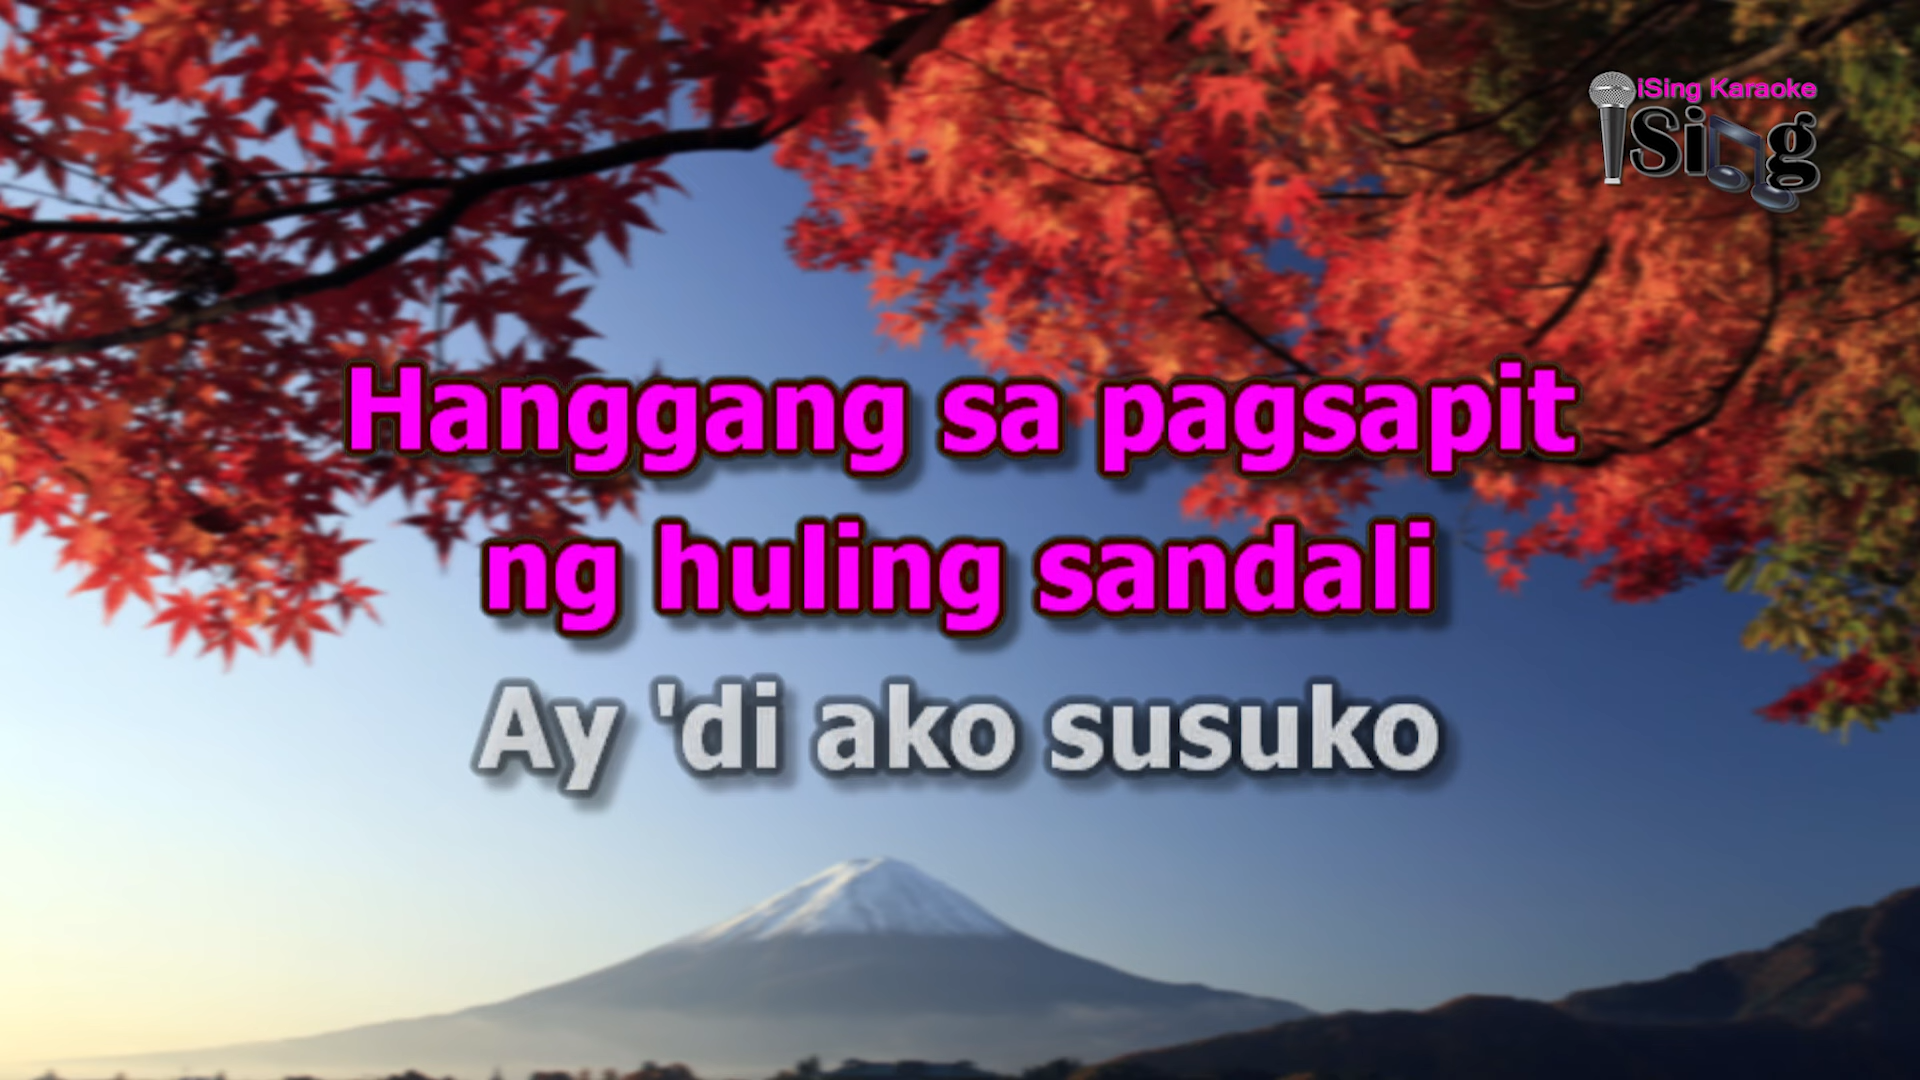 iSing Karaoke
iSing
Hanggang sa pagsapit
ng huling sandali
Ay 'di ako susuko